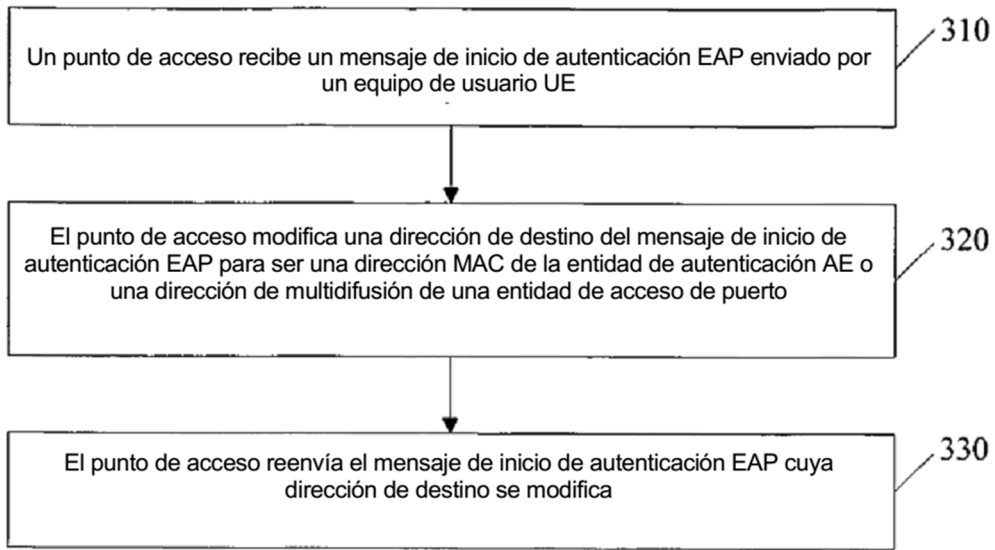 310
Un punto de acceso recibe un mensaje de inicio de autenticación EAP enviado por
un equipo de usuario UE
320
El punto de acceso modifica una dirección de destino del mensaje de inicio de
autenticación EAP para ser una dirección MAC de la entidad de autenticación AE o
una dirección de multidifusión de una entidad de acceso de puerto
330
El punto de acceso reenvía el mensaje de inicio de autenticación EAP cuya
dirección de destino se modifica